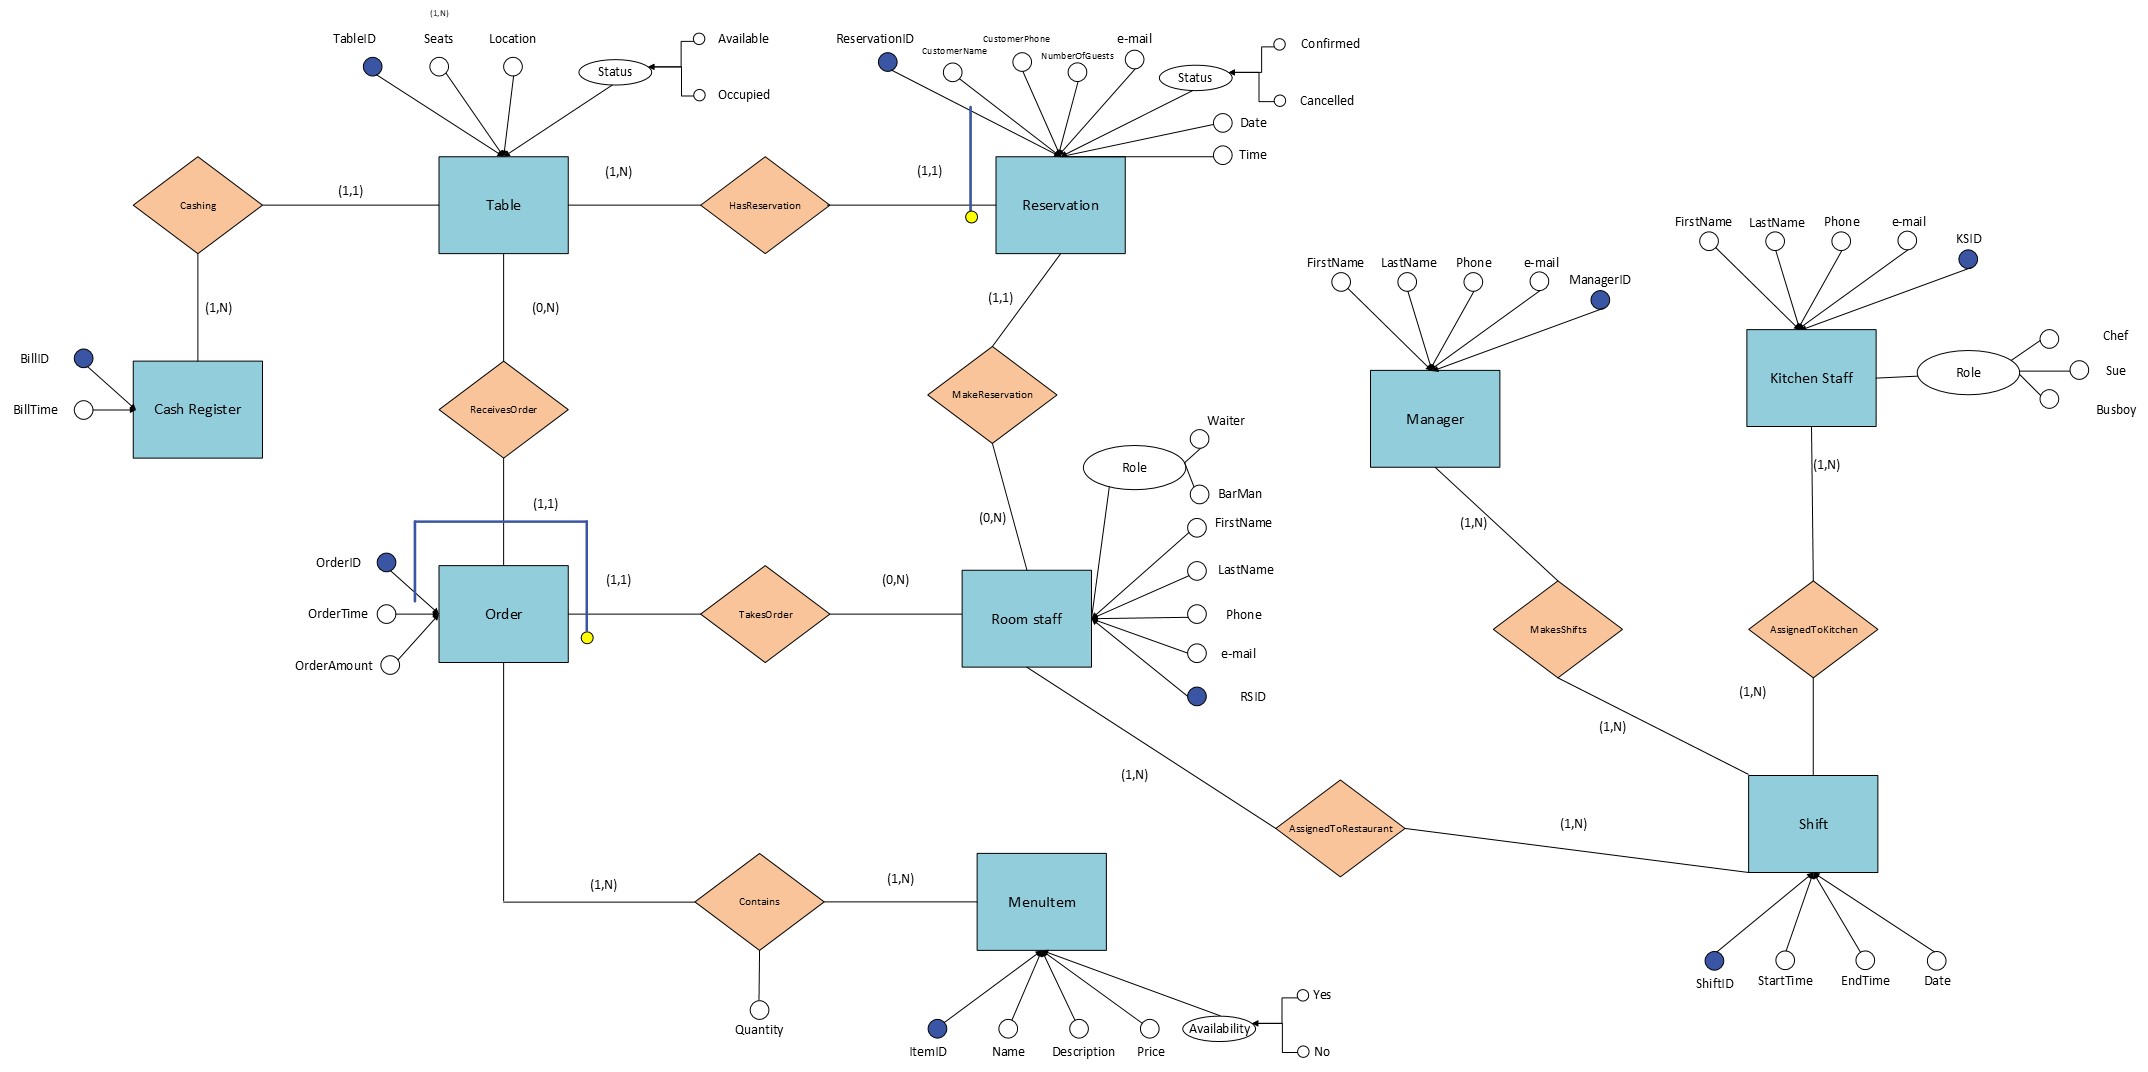 (1,N)
TableID
Seats
Location
Available
Status
Occupied
ReservationID
CustomerName
CustomerPhone
NumberOfGuests
e-mail
Status
Confirmed
Cancelled
Date
Time
Cashing
(1,1)
Table
(1,N)
HasReservation
(1,1)
Reservation
FirstName
LastName
Phone
e-mail
KSID
FirstName
LastName
Phone
e-mail
ManagerID
(1,N)
(0,N)
(1,1)
BillID
BillTime
Cash Register
ReceivesOrder
MakeReservation
Manager
Kitchen Staff
Role
Chef
Sue
Busboy
Waiter
Role
BarMan
(1,N)
(1,1)
(0,N)
(1,N)
FirstName
LastName
Phone
e-mail
RSID
OrderID
OrderTime
OrderAmount
Order
(1,1)
TakesOrder
(0,N)
Room staff
MakesShifts
AssignedToKitchen
(1,N)
(1,N)
(1,N)
AssignedToRestaurant
(1,N)
Shift
(1,N)
Contains
(1,N)
MenuItem
Quantity
ItemID
Name
Description
Price
Availability
Yes
No
ShiftID
StartTime
EndTime
Date